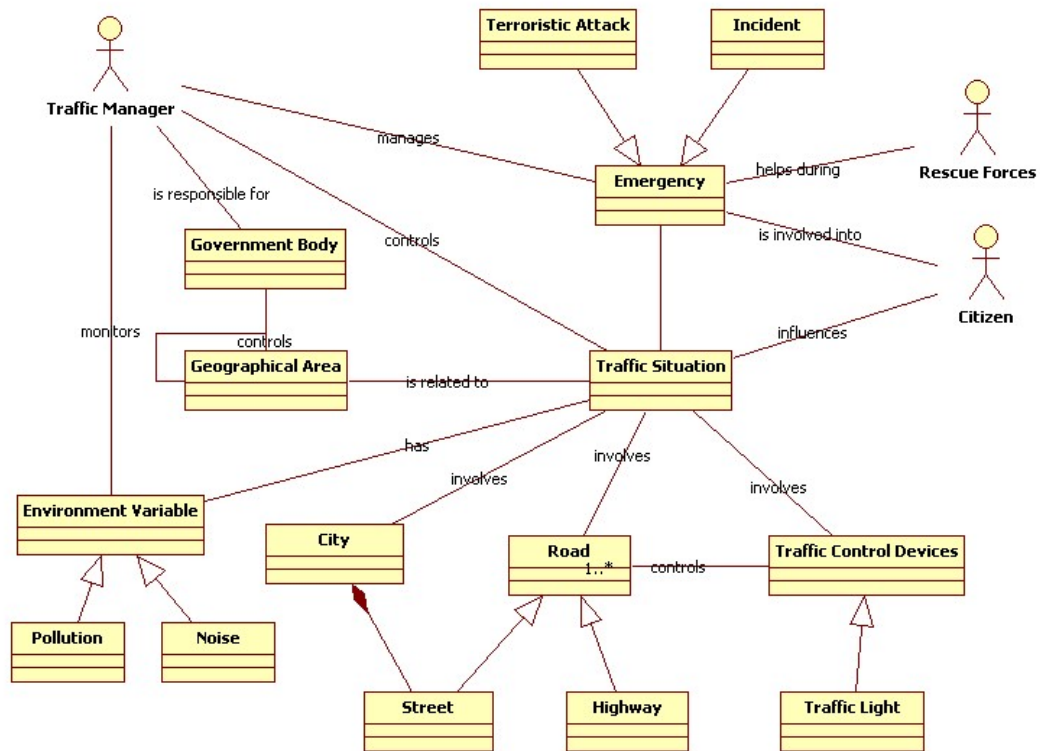 Terroristic Attack
Incident
Traffic Manager
manages
Rescue Forces
helps during
Emergency
is responsible for
is involved into
Government Body
controls
Citizen
monitors
controls
influences
Geographical Area
is related to
Traffic Situation
has
involves
involves
involves
Environment Variable
City
Road
1..*
controls
Traffic Control Devices
Pollution
Noise
Street
Highway
Traffic Light